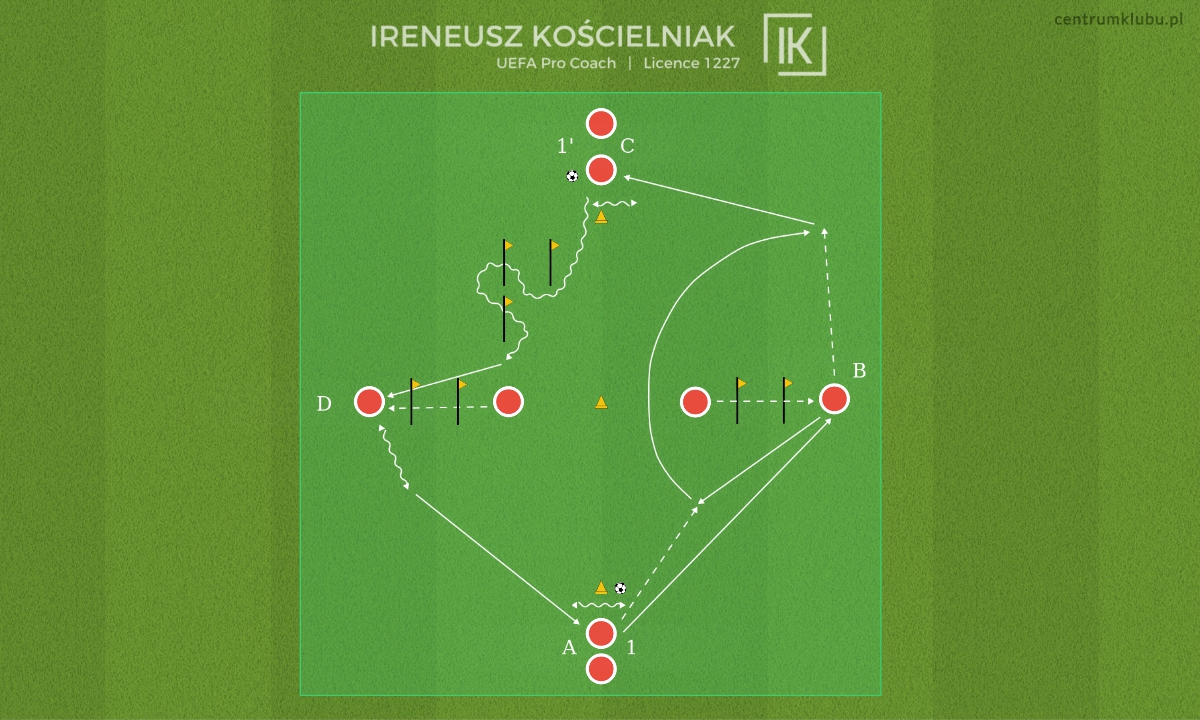 centrumklubu.pl
IRENEUSZ KOŚCIELNIAK
IK
UEFA Pro Coach | Licence 1227
1' C
B
D
A 1